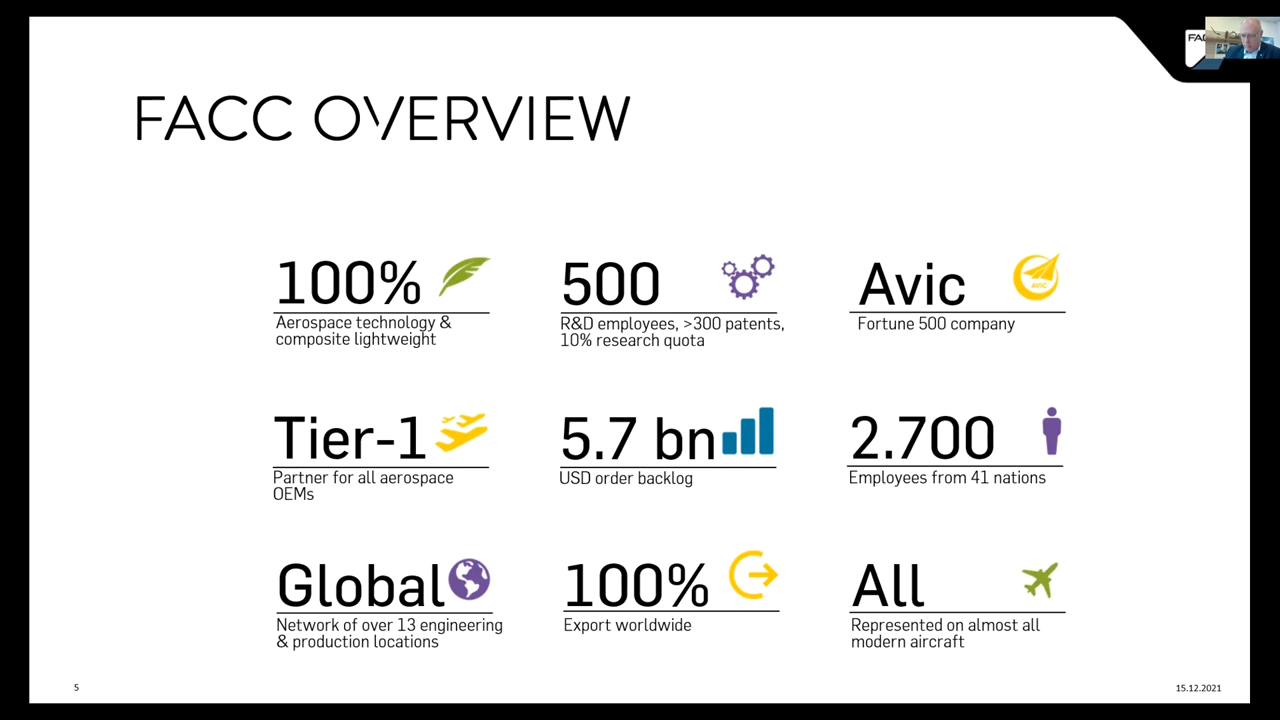 FACC OVERVIEW
100%
Aerospace technology &
composite lightweight
500
R&D employees, >300 patents,
10% research quota
Avic
AVIC
Fortune 500 company
Tier-1
Partner for all aerospace
OEMs
5.7 bn
USD order backlog
2.700
Employees from 41 nations
Global
Network of over 13 engineering
& production locations
100%
Export worldwide
All
Represented on almost all
modern aircraft
5
15.12.2021